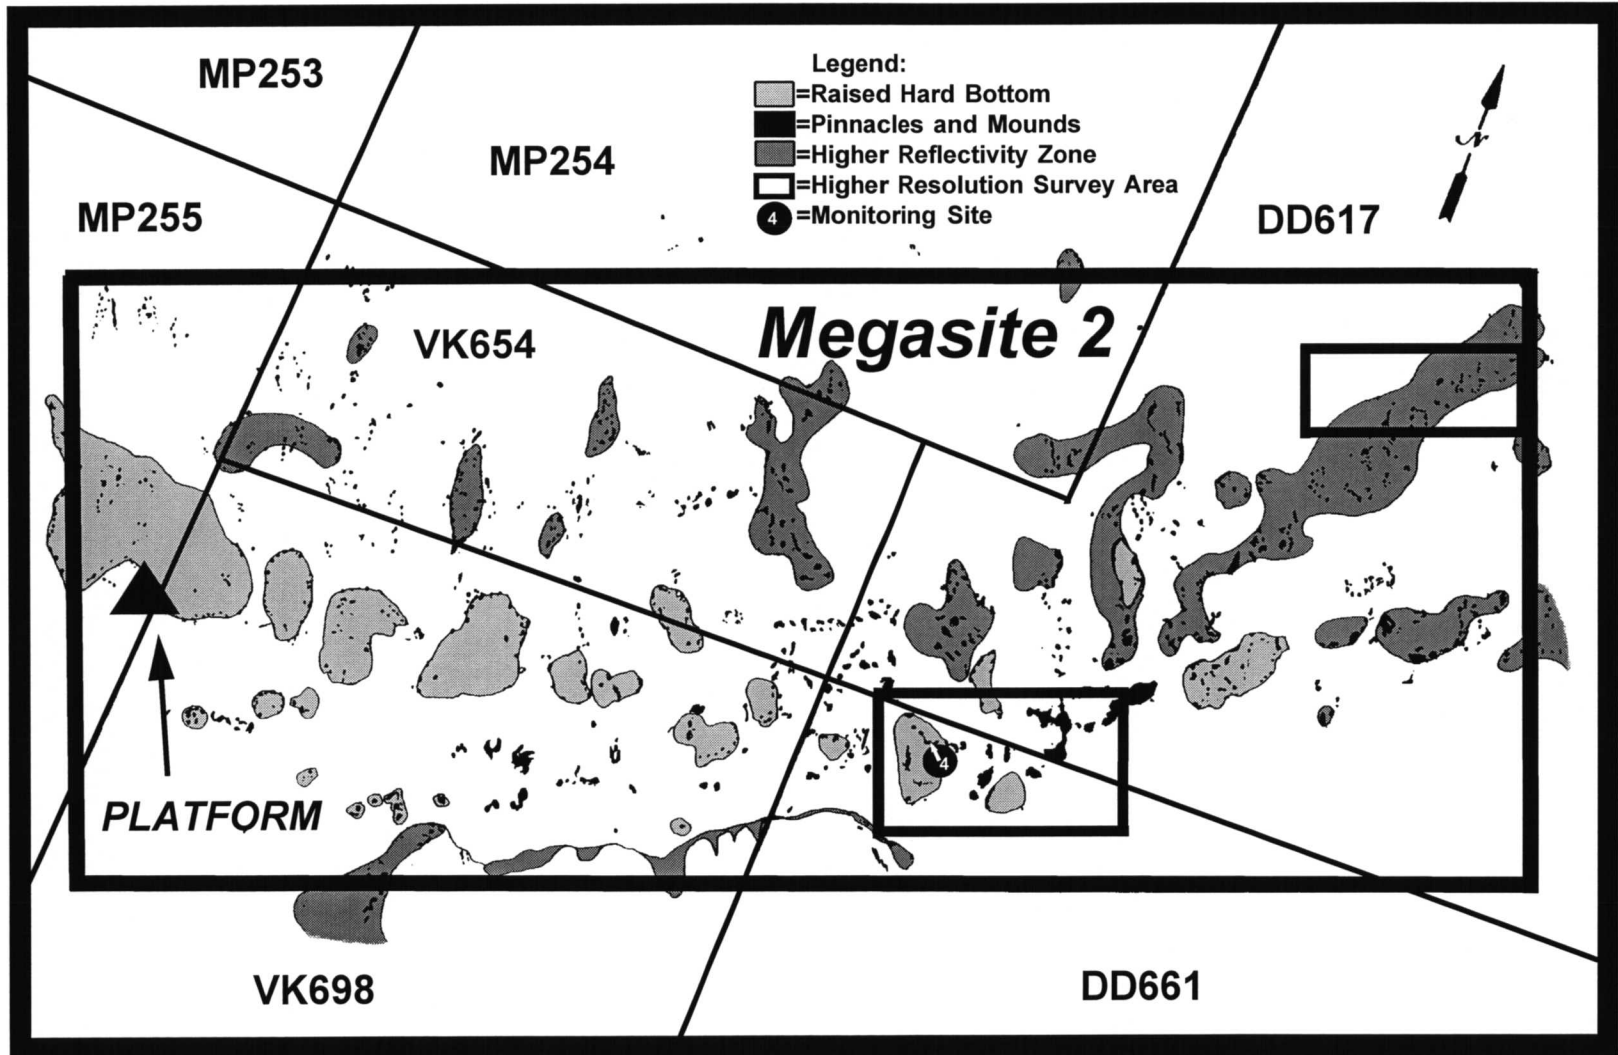 MP253
MP254
MP255
Legend:
=Raised Hard Bottom
=Pinnacles and Mounds
=Higher Reflectivity Zone
=Higher Resolution Survey Area
4 =Monitoring Site
N
DD617
VK654
Megasite 2
4
PLATFORM
VK698
DD661